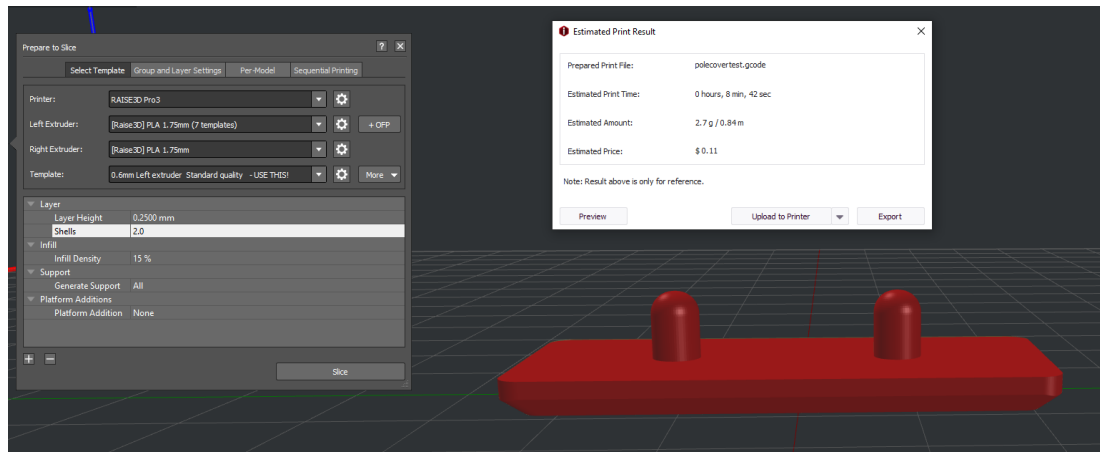 Prepare to Slice
? X
Select Template Group and Layer Settings Per-Model Sequential Printing
Printer: RAISE3D Pro3
Left Extruder: [Raise3D] PLA 1.75mm (7 templates) + OFP
Right Extruder: [Raise3D] PLA 1.75mm
Template: 0.6mm Left extruder Standard quality - USE THIS! More
Layer
Layer Height 0.2500 mm
Shells 2.0
Infill
Infill Density 15 %
Support
Generate Support All
Platform Additions
Platform Addition None
Slice
Estimated Print Result
Prepared Print File: polecovertest.gcode
Estimated Print Time: 0 hours, 8 min, 42 sec
Estimated Amount: 2.7 g / 0.84 m
Estimated Price: $ 0.11
Note: Result above is only for reference.
Preview Upload to Printer Export